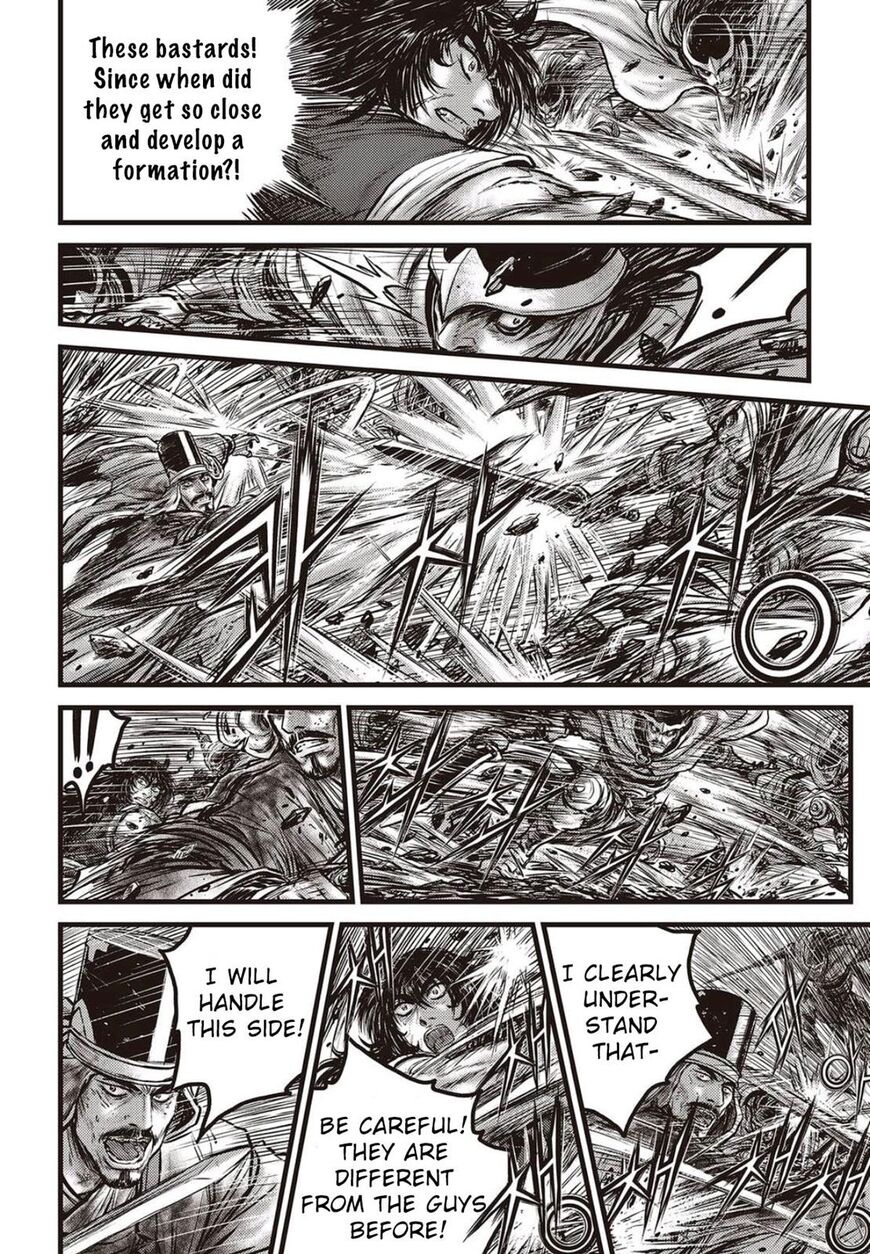 These bastards!
Since when did
they get so close
and develop a
formation?!
!
!!
I WILL
HANDLE
THIS SIDE!
BE CAREFUL!
THEY ARE
DIFFERENT
FROM THE GUYS
BEFORE!
I CLEARLY
UNDER-
STAND
THAT-